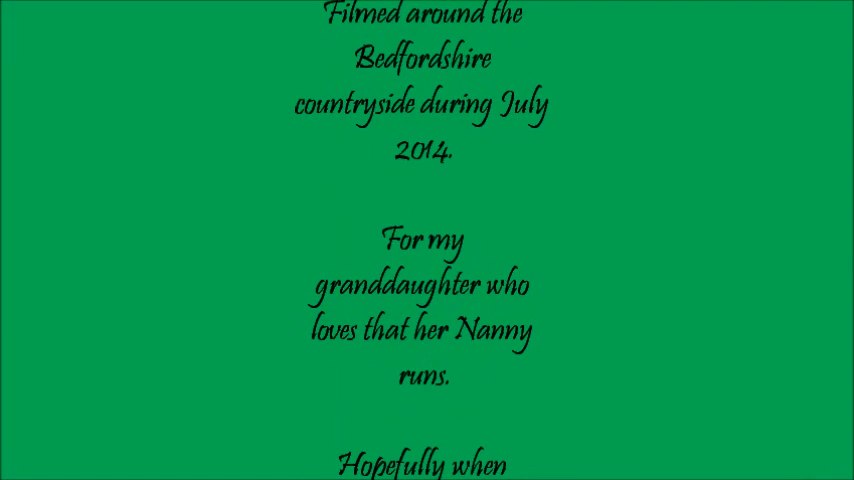 Filmed around the
Bedfordshire
countryside during July
2014.
For my
granddaughter who
loves that her Nanny
runs.
Hopefully when